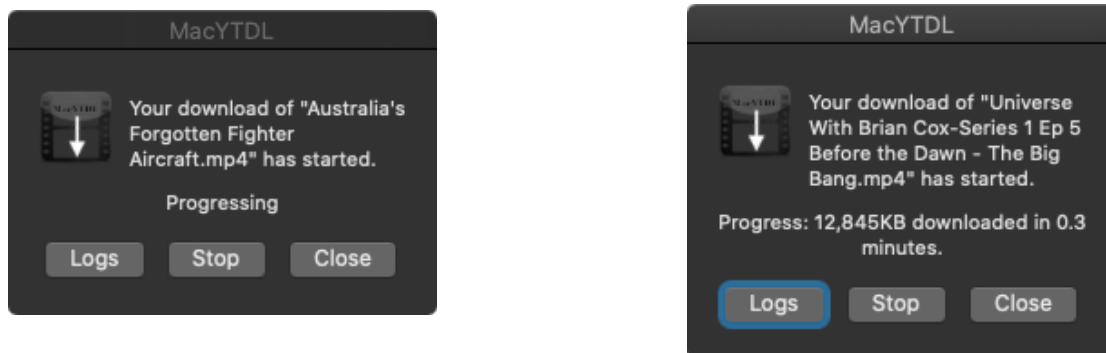 MacYTDL
Your download of "Australia's
Forgotten Fighter
Aircraft.mp4" has started.
Progressing
Logs
Stop
Close
MacYTDL
Your download of "Universe
With Brian Cox-Series 1 Ep 5
Before the Dawn - The Big
Bang.mp4" has started.
Progress: 12,845KB downloaded in 0.3
minutes.
Logs
Stop
Close